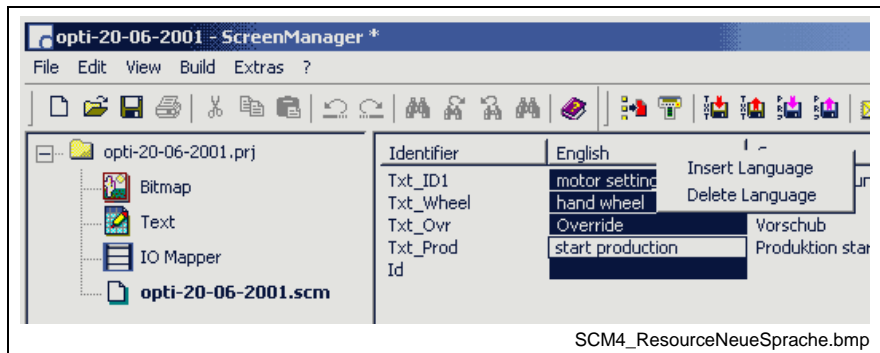 opti-20-06-2001 - ScreenManager *
File Edit View Build Extras ?
opti-20-06-2001.prj
Bitmap
Text
IO Mapper
opti-20-06-2001.scm
Identifier English
Txt_ID1 motor setting
Txt_Wheel hand wheel
Txt_Ovr Override Vorschub
Txt_Prod start production Produktion star
Id
Insert Language
Delete Language
SCM4_ResourceNeueSprache.bmp